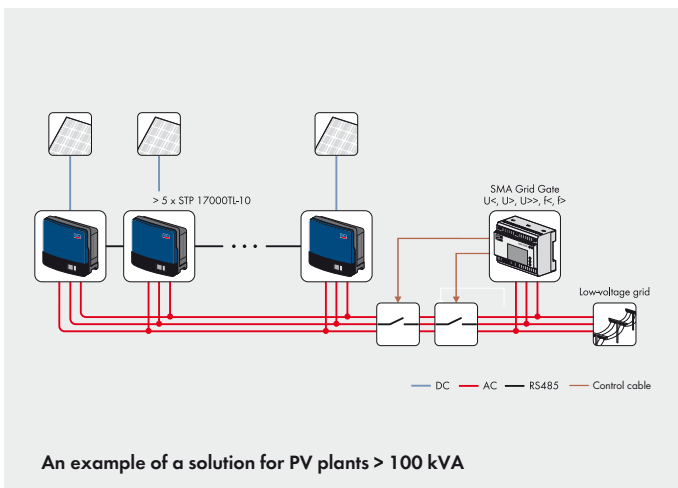 > 5 x STP 17000TL-10
SMA Grid Gate
U<, U>, U>>, f<, f>
Low-voltage grid
DC
AC
RS485
Control cable
An example of a solution for PV plants > 100 kVA